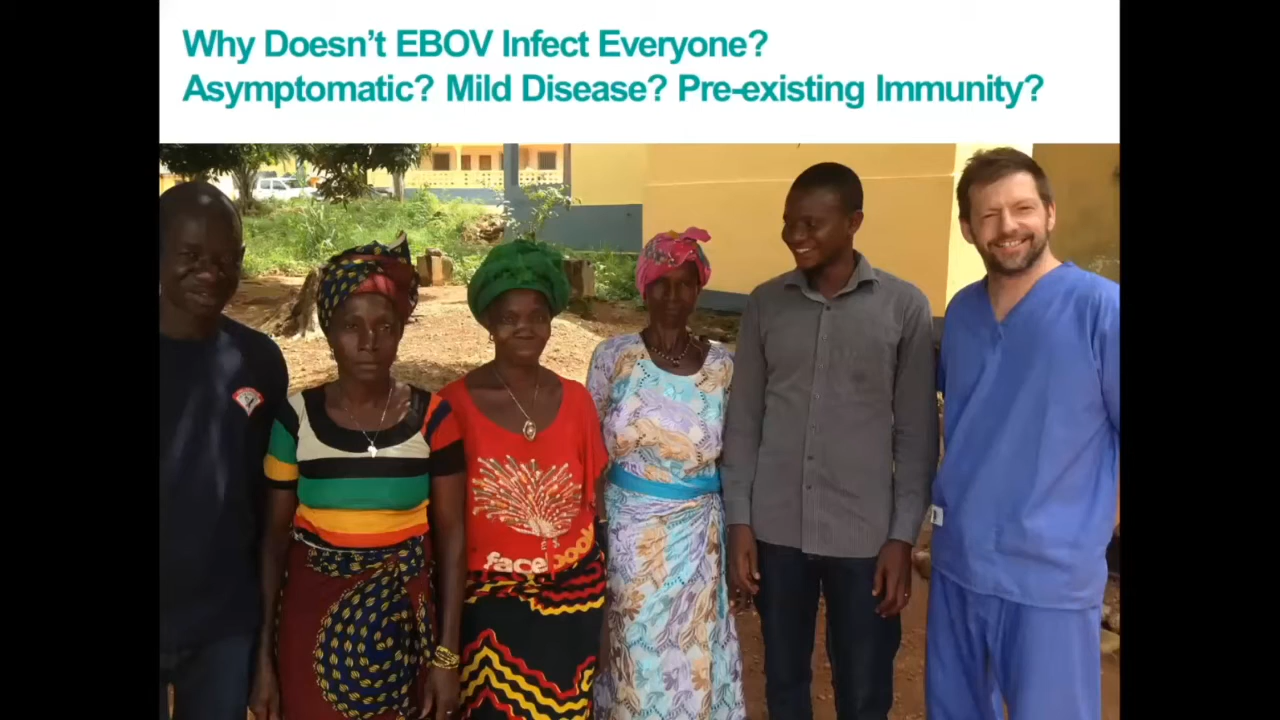 Why Doesn't EBOV Infect Everyone?
Asymptomatic? Mild Disease? Pre-existing Immunity?
facebook